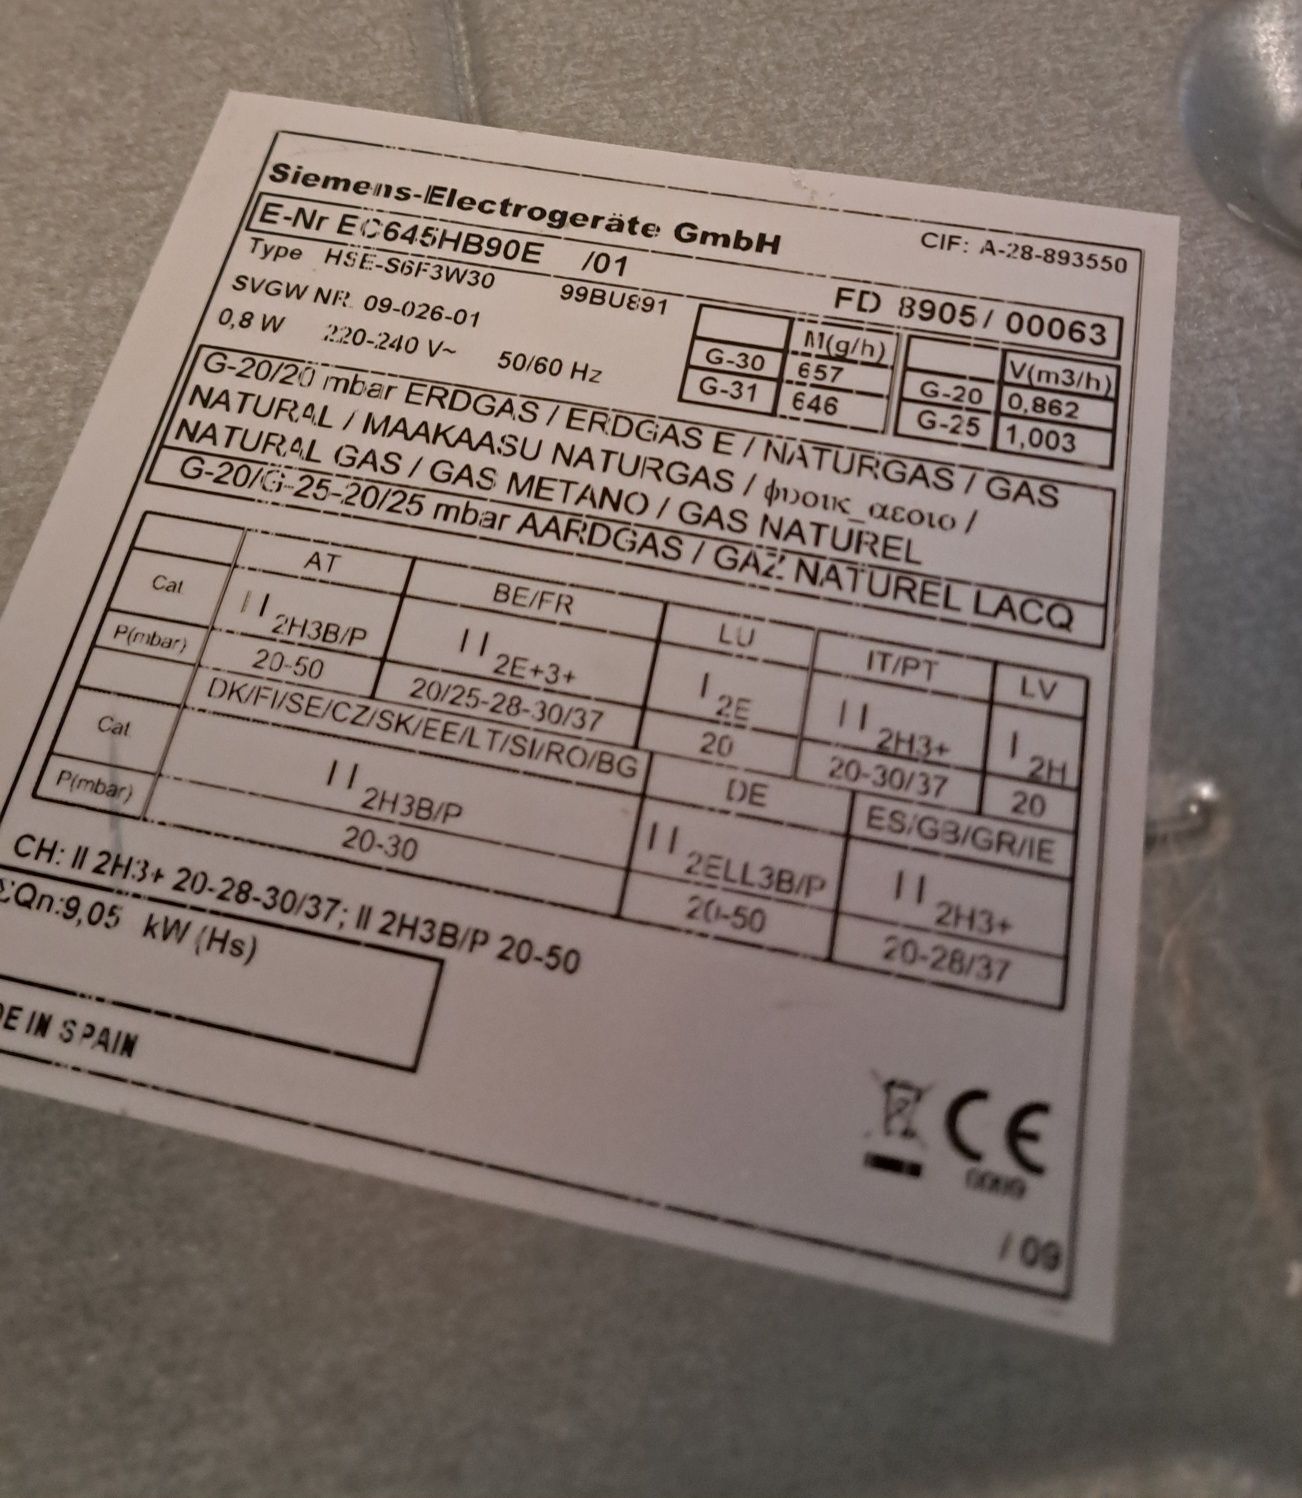 Siemens-Electrogeräte GmbH
CIF: A-28-893550
E-Nr EC645HB90E /01
FD 8905/ 00063
Type HSE-S6F3W30 99BU891
SVGW NR. 09-026-01
0,8 W 220-240 V~ 50/60 Hz
M(g/h)
G-30 657
G-31 646
V(m3/h)
G-20 0,862
G-25 1,003
G-20/20 mbar ERDGAS / ERDGAS E / NATURGAS / GAS
NATURAL / MAAKAASU NATURGAS / φυσικ_αεοιο /
NATURAL GAS / GAS METANO / GAS NATUREL
G-20/G-25-20/25 mbar AARDGAS / GAZ NATUREL LACQ
AT BE/FR LU IT/PT LV
Cat II 2H3B/P II 2E+3+ I 2E II 2H3+ I 2H
P(mbar) 20-50 20/25-28-30/37 20 20-30/37 20
DK/FI/SE/CZ/SK/EE/LT/SI/RO/BG DE ES/GB/GR/IE
Cat II 2H3B/P II 2ELL3B/P II 2H3+
P(mbar) 20-30 20-50 20-28/37
CH: II 2H3+ 20-28-30/37; II 2H3B/P 20-50
ΣQn:9,05 kW (Hs)
DE IN SPAIN
CE
0099
/ 09